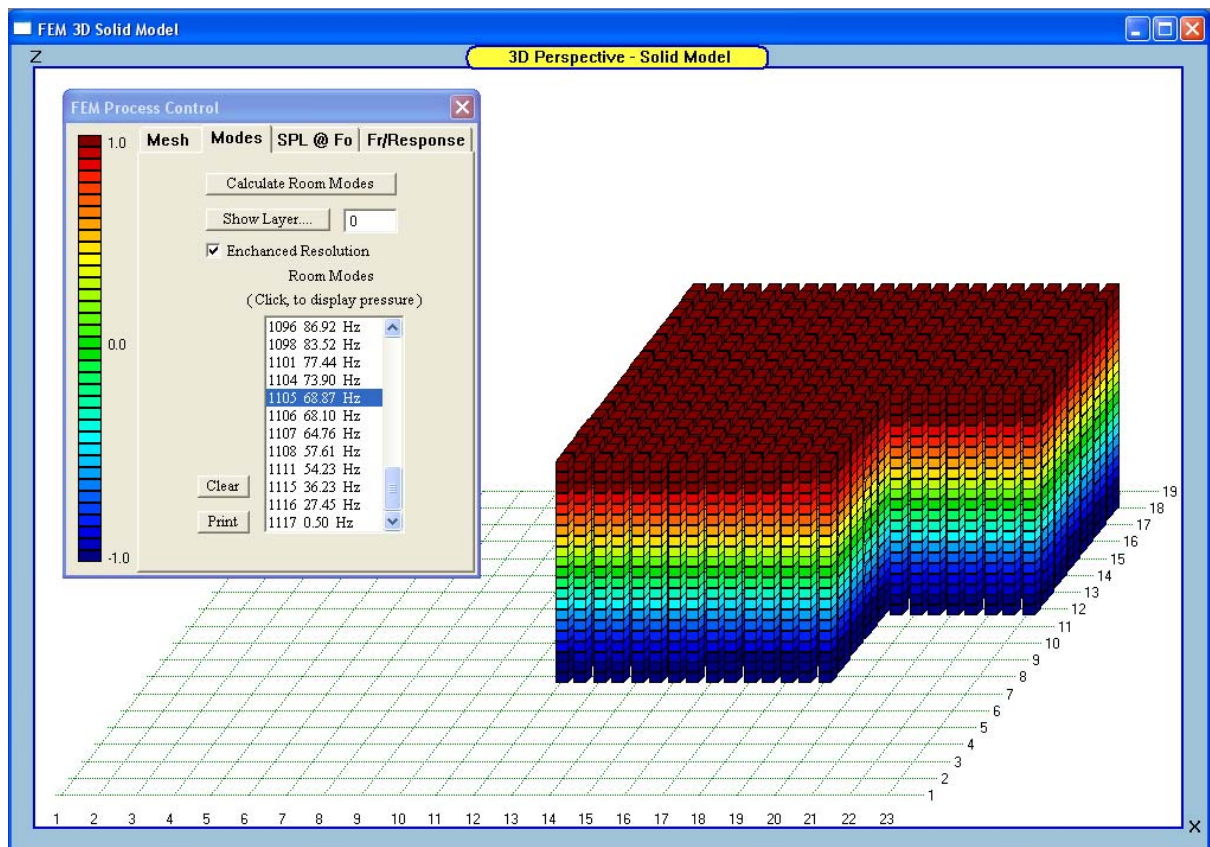 FEM 3D Solid Model
Z
3D Perspective - Solid Model
FEM Process Control
1.0
0.0
-1.0
Mesh Modes SPL @ Fo Fr/Response
Calculate Room Modes
Show Layer.... 0
Enchanced Resolution
Room Modes
( Click, to display pressure )
1096 86.92 Hz
1098 83.52 Hz
1101 77.44 Hz
1104 73.90 Hz
1105 68.87 Hz
1106 68.10 Hz
1107 64.76 Hz
1108 57.61 Hz
1111 54.23 Hz
1115 36.23 Hz
1116 27.45 Hz
1117 0.50 Hz
Clear
Print
19
18
17
16
15
14
13
12
11
10
9
8
7
6
5
4
3
2
1
1 2 3 4 5 6 7 8 9 10 11 12 13 14 15 16 17 18 19 20 21 22 23
X